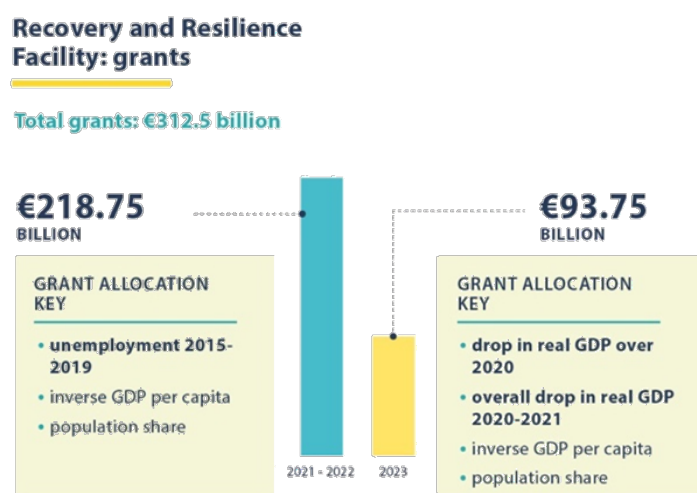 Recovery and Resilience
Facility: grants
Total grants: €312.5 billion
€218.75
BILLION
GRANT ALLOCATION
KEY
• unemployment 2015-
2019
• inverse GDP per capita
• population share
2021 - 2022
2023
€93.75
BILLION
GRANT ALLOCATION
KEY
• drop in real GDP over
2020
• overall drop in real GDP
2020-2021
• inverse GDP per capita
• population share